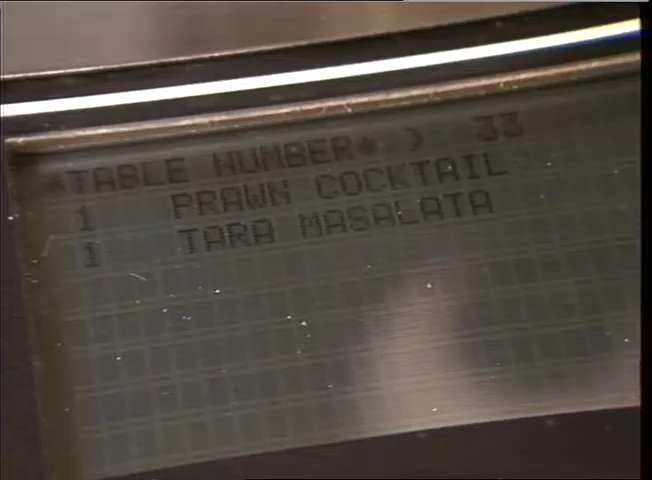 *TABLE NUMBER* > 33
1 PRAWN COCKTAIL
1 TARA MASALATA